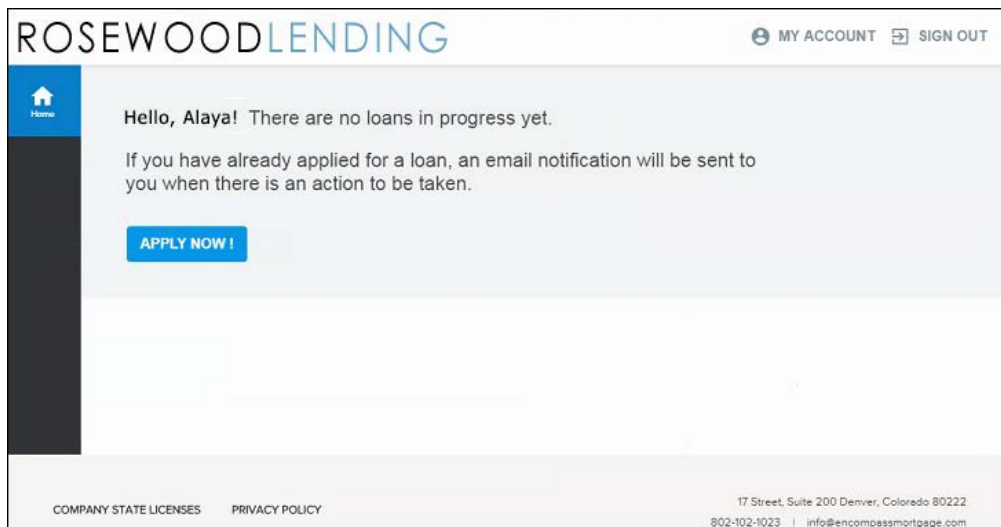 ROSEWOODLENDING
MY ACCOUNT SIGN OUT
Home
Hello, Alaya! There are no loans in progress yet.
If you have already applied for a loan, an email notification will be sent to
you when there is an action to be taken.
APPLY NOW !
COMPANY STATE LICENSES PRIVACY POLICY
17 Street, Suite 200 Denver, Colorado 80222
802-102-1023 | info@encompassmortgage.com